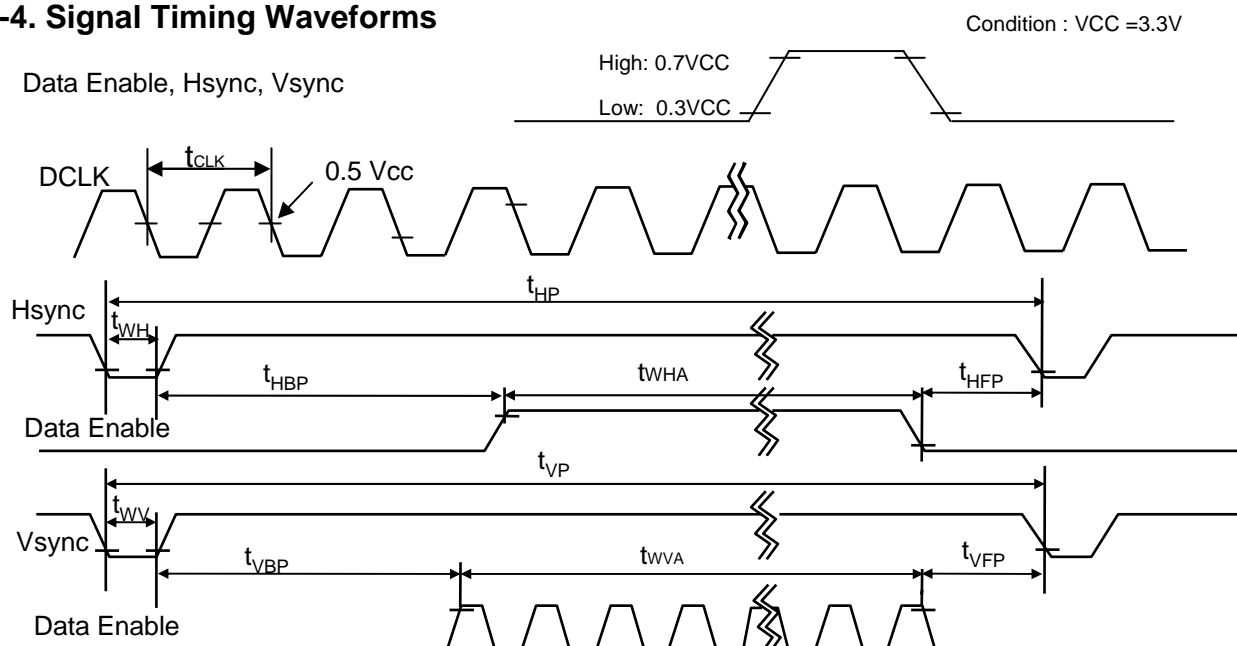 -4. Signal Timing Waveforms
Condition : VCC =3.3V
Data Enable, Hsync, Vsync
High: 0.7VCC
Low: 0.3VCC
DCLK
tCLK
0.5 Vcc
Hsync
tHP
tWH
tHBP
tWHA
tHFP
Data Enable
tVP
tWV
Vsync
tVBP
tWVA
tVFP
Data Enable